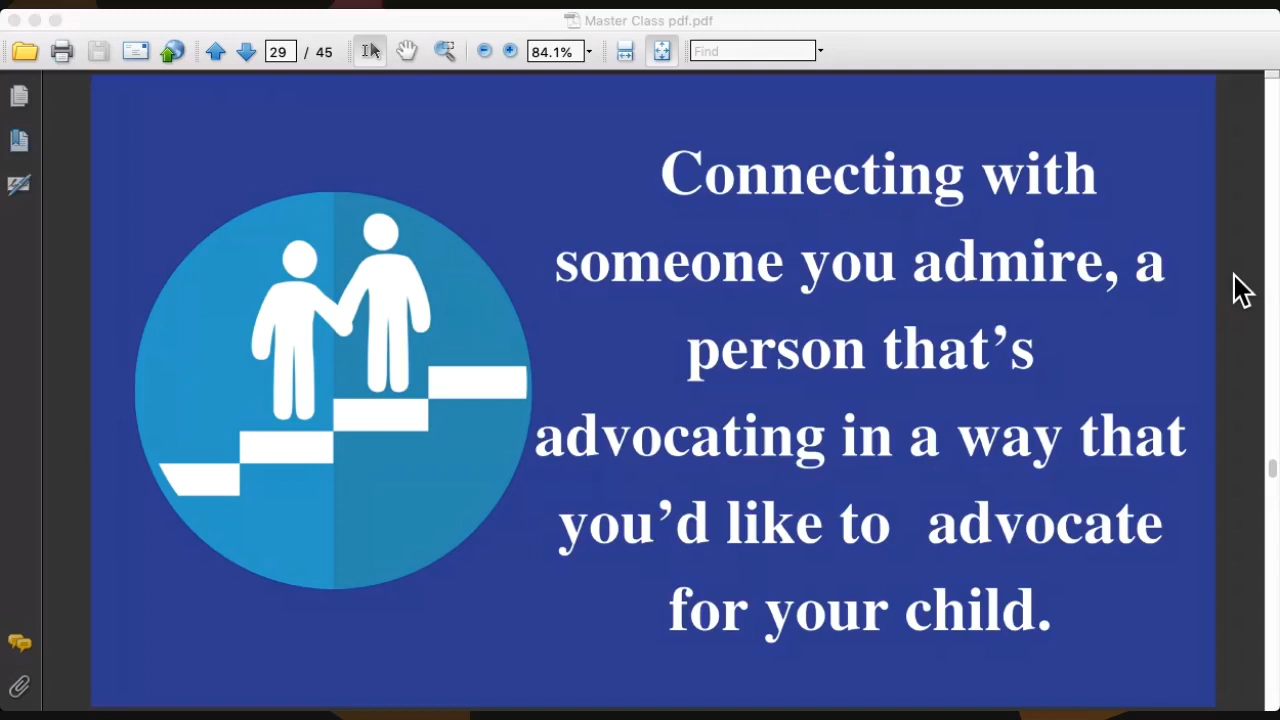 Master Class pdf.pdf
29 / 45
84.1%
Find
Connecting with
someone you admire, a
person that’s
advocating in a way that
you’d like to advocate
for your child.